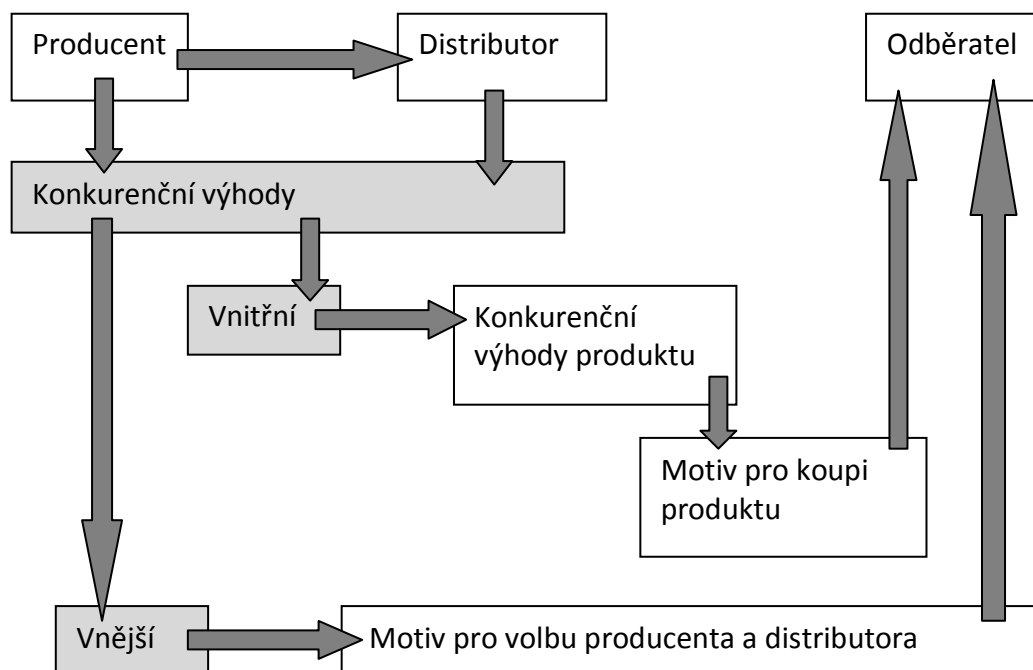 Producent
Distributor
Odběratel
Konkurenční výhody
Vnitřní
Konkurenční
výhody produktu
Motiv pro koupi
produktu
Vnější
Motiv pro volbu producenta a distributora